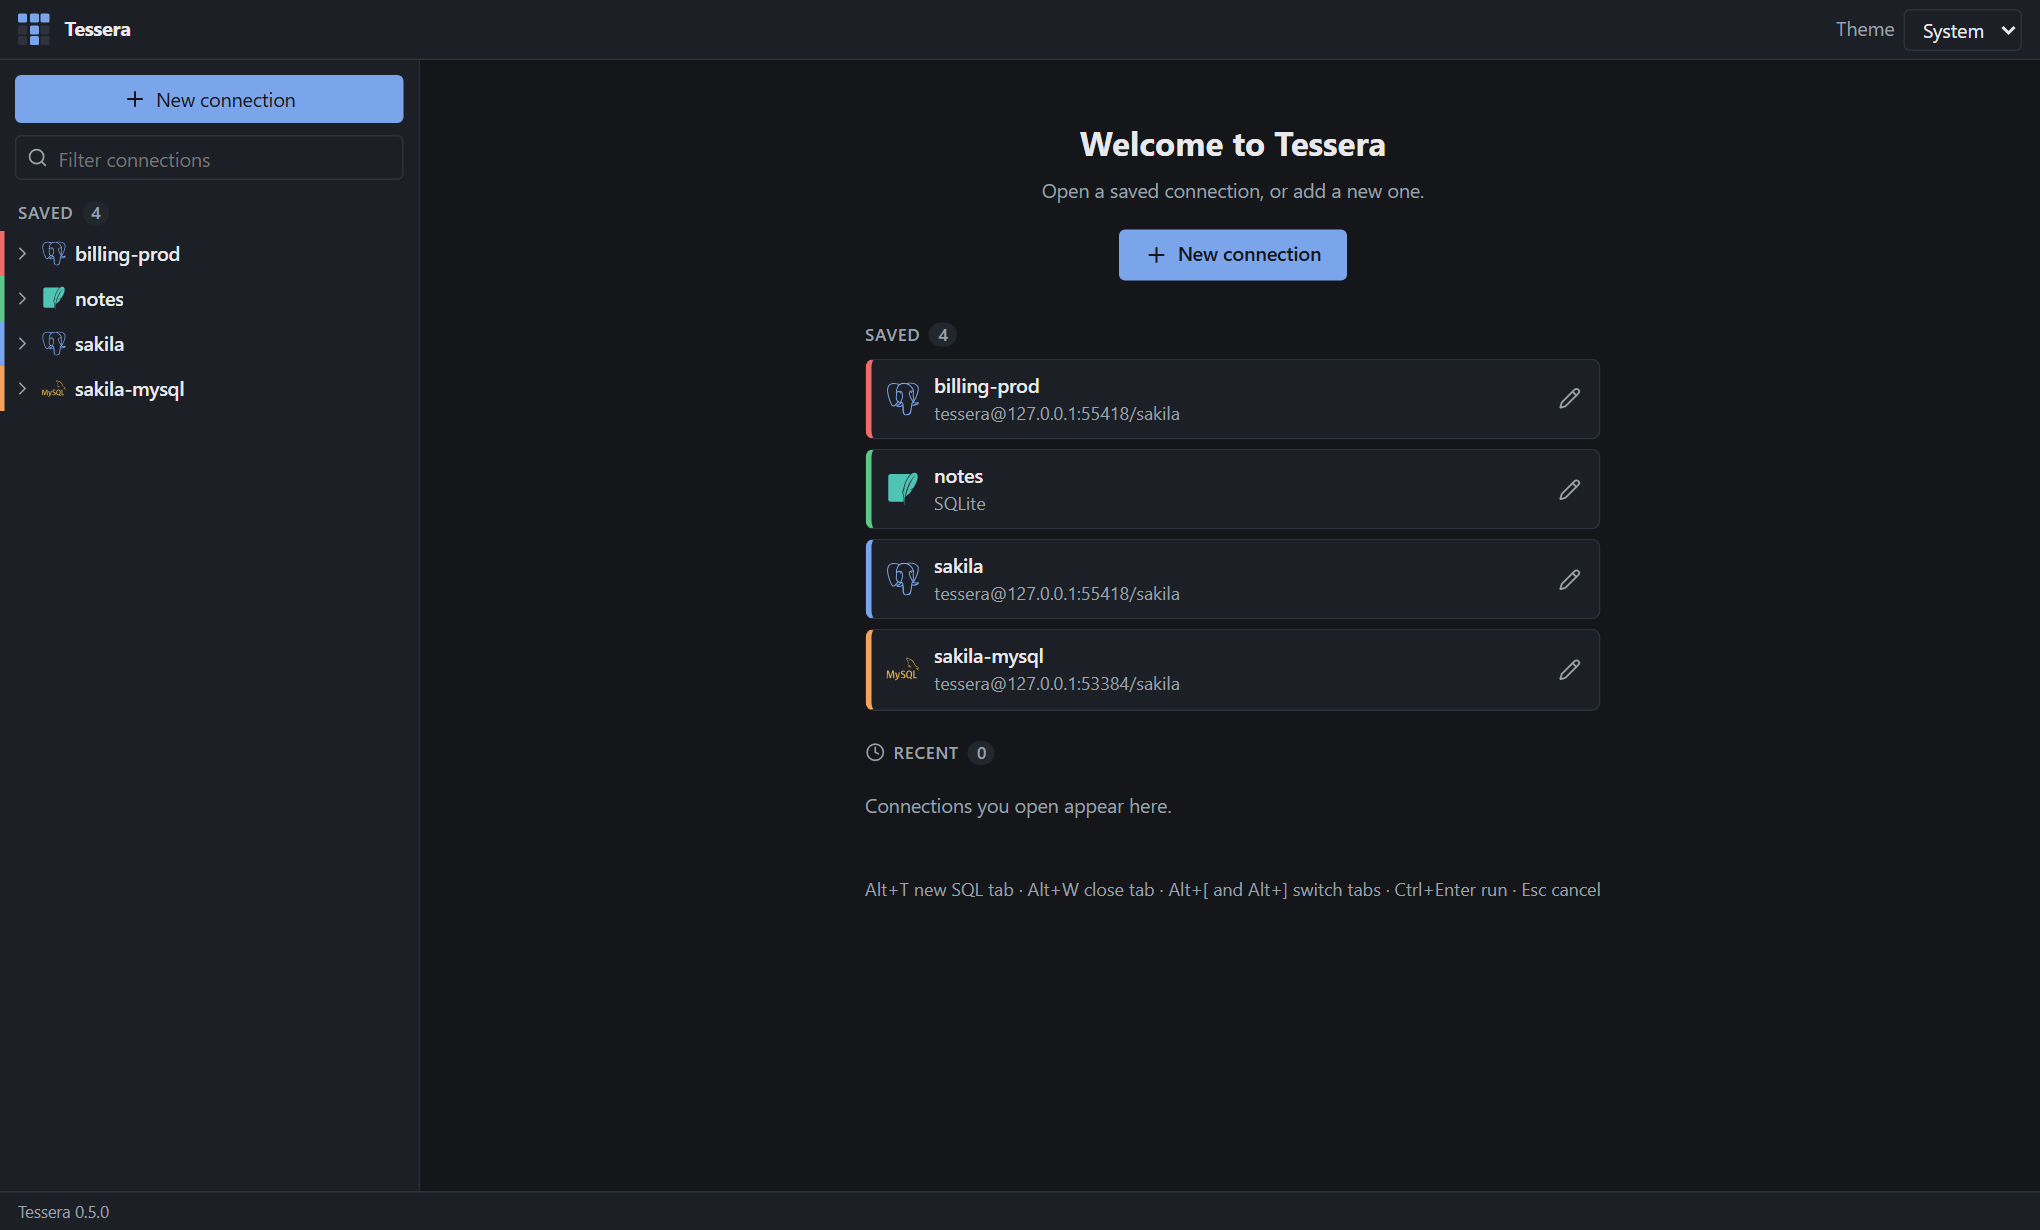 Tessera
Theme
System
New connection
Filter connections
SAVED 4
billing-prod
notes
sakila
MySQL sakila-mysql
Welcome to Tessera
Open a saved connection, or add a new one.
New connection
SAVED 4
billing-prod
tessera@127.0.0.1:55418/sakila
notes
SQLite
sakila
tessera@127.0.0.1:55418/sakila
MySQL
sakila-mysql
tessera@127.0.0.1:53384/sakila
RECENT 0
Connections you open appear here.
Alt+T new SQL tab · Alt+W close tab · Alt+[ and Alt+] switch tabs · Ctrl+Enter run · Esc cancel
Tessera 0.5.0